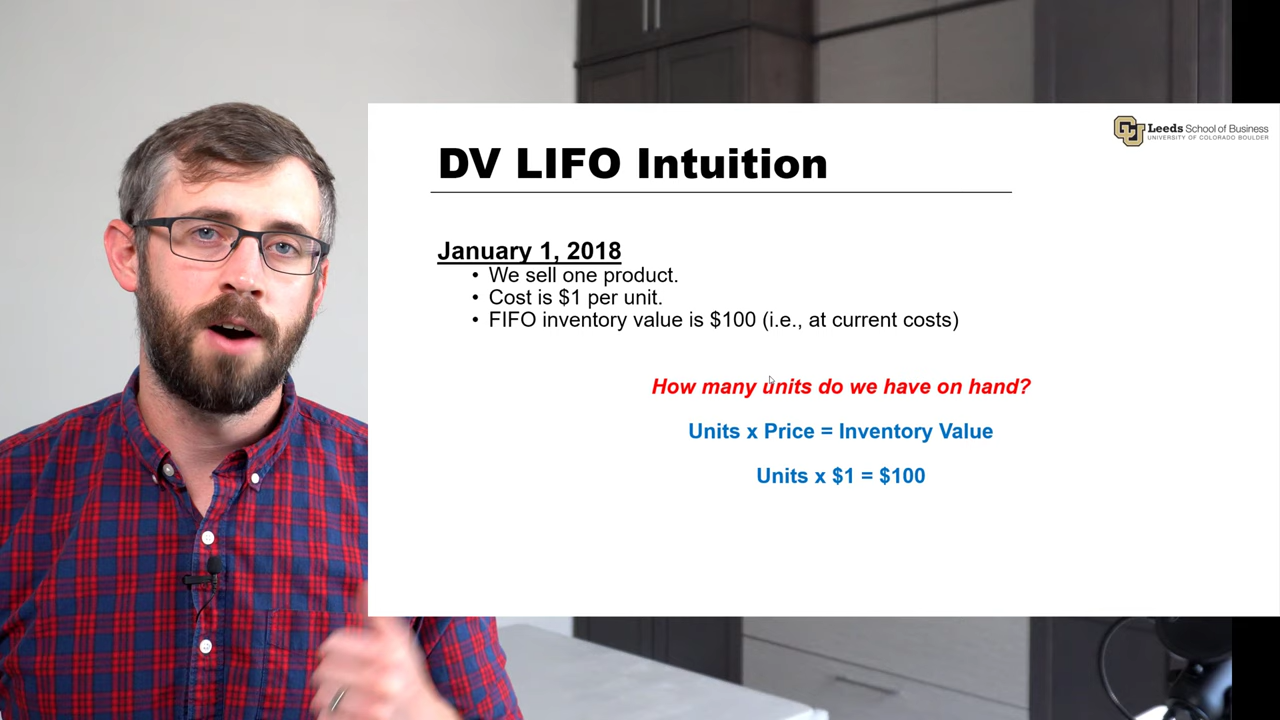 Leeds School of Business
UNIVERSITY OF COLORADO BOULDER
DV LIFO Intuition
January 1, 2018
• We sell one product.
• Cost is $1 per unit.
• FIFO inventory value is $100 (i.e., at current costs)
How many units do we have on hand?
Units x Price = Inventory Value
Units x $1 = $100